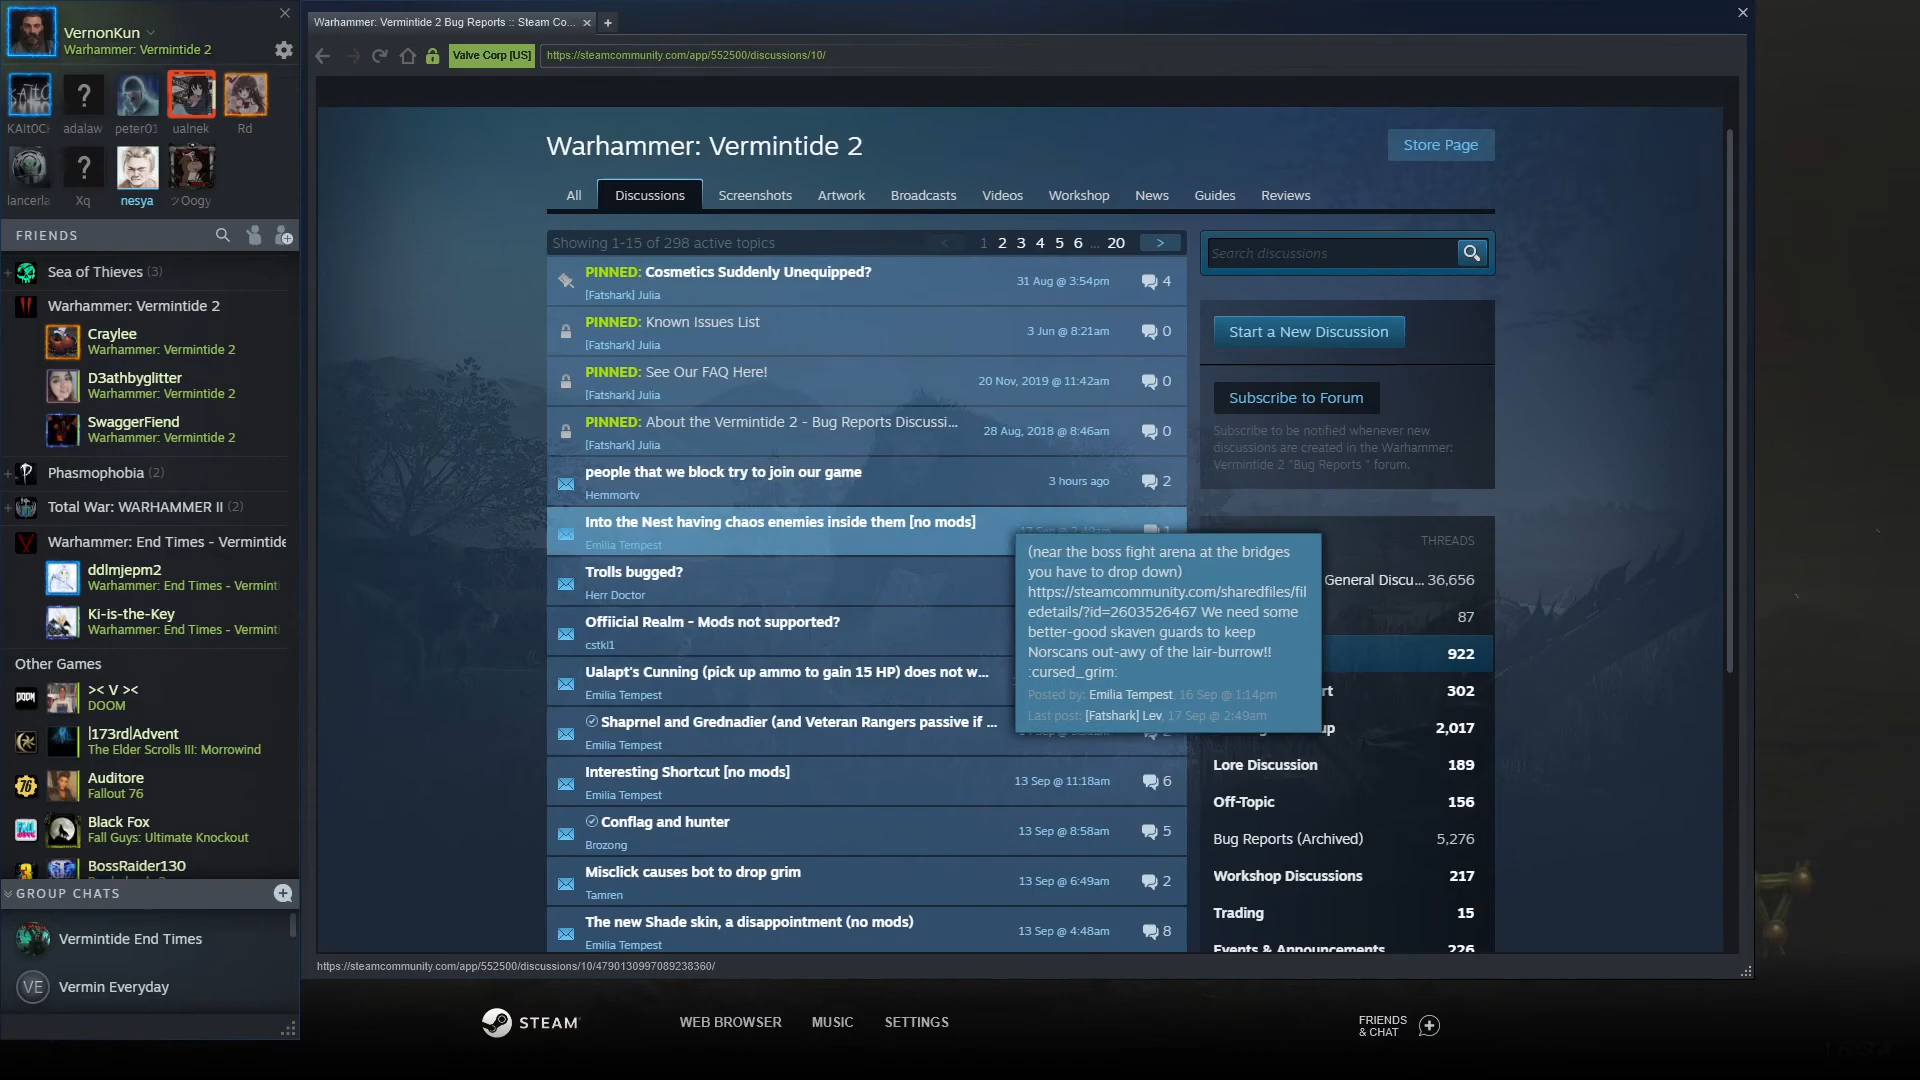 VernonKun
Warhammer: Vermintide 2
KAltOC
adalaw
peter01
ualnek
Rd
lancerla
Xq
nesya
Oogy
FRIENDS
Sea of Thieves (3)
Warhammer: Vermintide 2
Craylee
Warhammer: Vermintide 2
D3athbyglitter
Warhammer: Vermintide 2
SwaggerFiend
Warhammer: Vermintide 2
Phasmophobia (2)
Total War: WARHAMMER II (2)
Warhammer: End Times - Vermintide
ddlmjepm2
Warhammer: End Times - Vermint
Ki-is-the-Key
Warhammer: End Times - Vermint
Other Games
>< V ><
DOOM
|173rd|Advent
The Elder Scrolls III: Morrowind
Auditore
Fallout 76
Black Fox
Fall Guys: Ultimate Knockout
BossRaider130
GROUP CHATS
Vermintide End Times
VE Vermin Everyday
Warhammer: Vermintide 2 Bug Reports :: Steam Co...
Valve Corp [US] https://steamcommunity.com/app/552500/discussions/10/
Warhammer: Vermintide 2
Store Page
All Discussions Screenshots Artwork Broadcasts Videos Workshop News Guides Reviews
Showing 1-15 of 298 active topics < 1 2 3 4 5 6 ... 20 >
PINNED: Cosmetics Suddenly Unequipped?
[Fatshark] Julia
31 Aug @ 3:54pm 4
PINNED: Known Issues List
[Fatshark] Julia
3 Jun @ 8:21am 0
PINNED: See Our FAQ Here!
[Fatshark] Julia
20 Nov, 2019 @ 11:42am 0
PINNED: About the Vermintide 2 - Bug Reports Discussi...
[Fatshark] Julia
28 Aug, 2018 @ 8:46am 0
people that we block try to join our game
Hemmortv
3 hours ago 2
Into the Nest having chaos enemies inside them [no mods]
Emilia Tempest
Trolls bugged?
Herr Doctor
Offiicial Realm - Mods not supported?
cstkl1
Ualapt's Cunning (pick up ammo to gain 15 HP) does not w...
Emilia Tempest
Shaprnel and Grednadier (and Veteran Rangers passive if ...
Emilia Tempest
Interesting Shortcut [no mods]
Emilia Tempest
13 Sep @ 11:18am 6
Conflag and hunter
Brozong
13 Sep @ 8:58am 5
Misclick causes bot to drop grim
Tamren
13 Sep @ 6:49am 2
The new Shade skin, a disappointment (no mods)
Emilia Tempest
13 Sep @ 4:48am 8
(near the boss fight arena at the bridges
you have to drop down)
https://steamcommunity.com/sharedfiles/fil
edetails/?id=2603526467 We need some
better-good skaven guards to keep
Norscans out-awy of the lair-burrow!!
:cursed_grim:
Posted by: Emilia Tempest, 16 Sep @ 1:14pm
Last post: [Fatshark] Lev, 17 Sep @ 2:49am
Search discussions
Start a New Discussion
Subscribe to Forum
Subscribe to be notified whenever new
discussions are created in the Warhammer:
Vermintide 2 "Bug Reports " forum.
THREADS
General Discu... 36,656
87
922
rt 302
up 2,017
Lore Discussion 189
Off-Topic 156
Bug Reports (Archived) 5,276
Workshop Discussions 217
Trading 15
Events & Announcements 226
https://steamcommunity.com/app/552500/discussions/10/4790130997089238360/
STEAM
WEB BROWSER MUSIC SETTINGS
FRIENDS
& CHAT